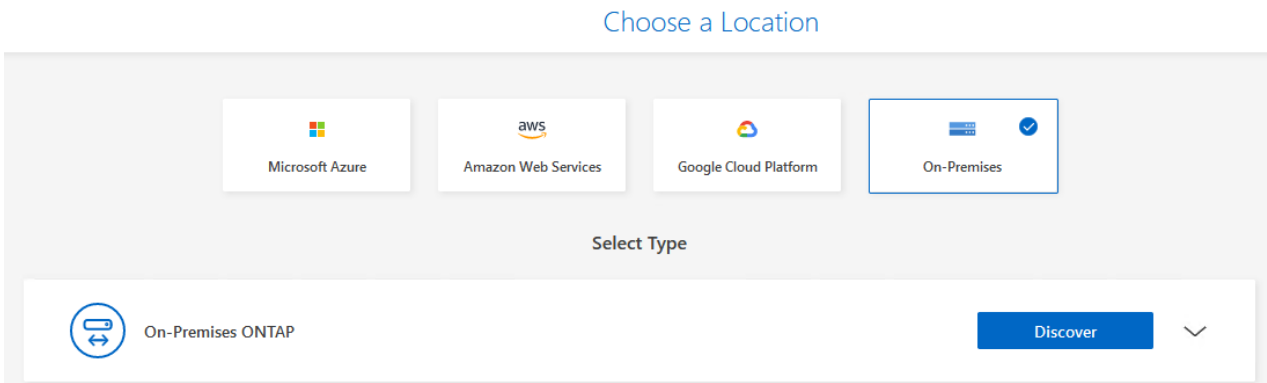 Choose a Location
aws
Microsoft Azure
Amazon Web Services
Google Cloud Platform
On-Premises
Select Type
On-Premises ONTAP
Discover